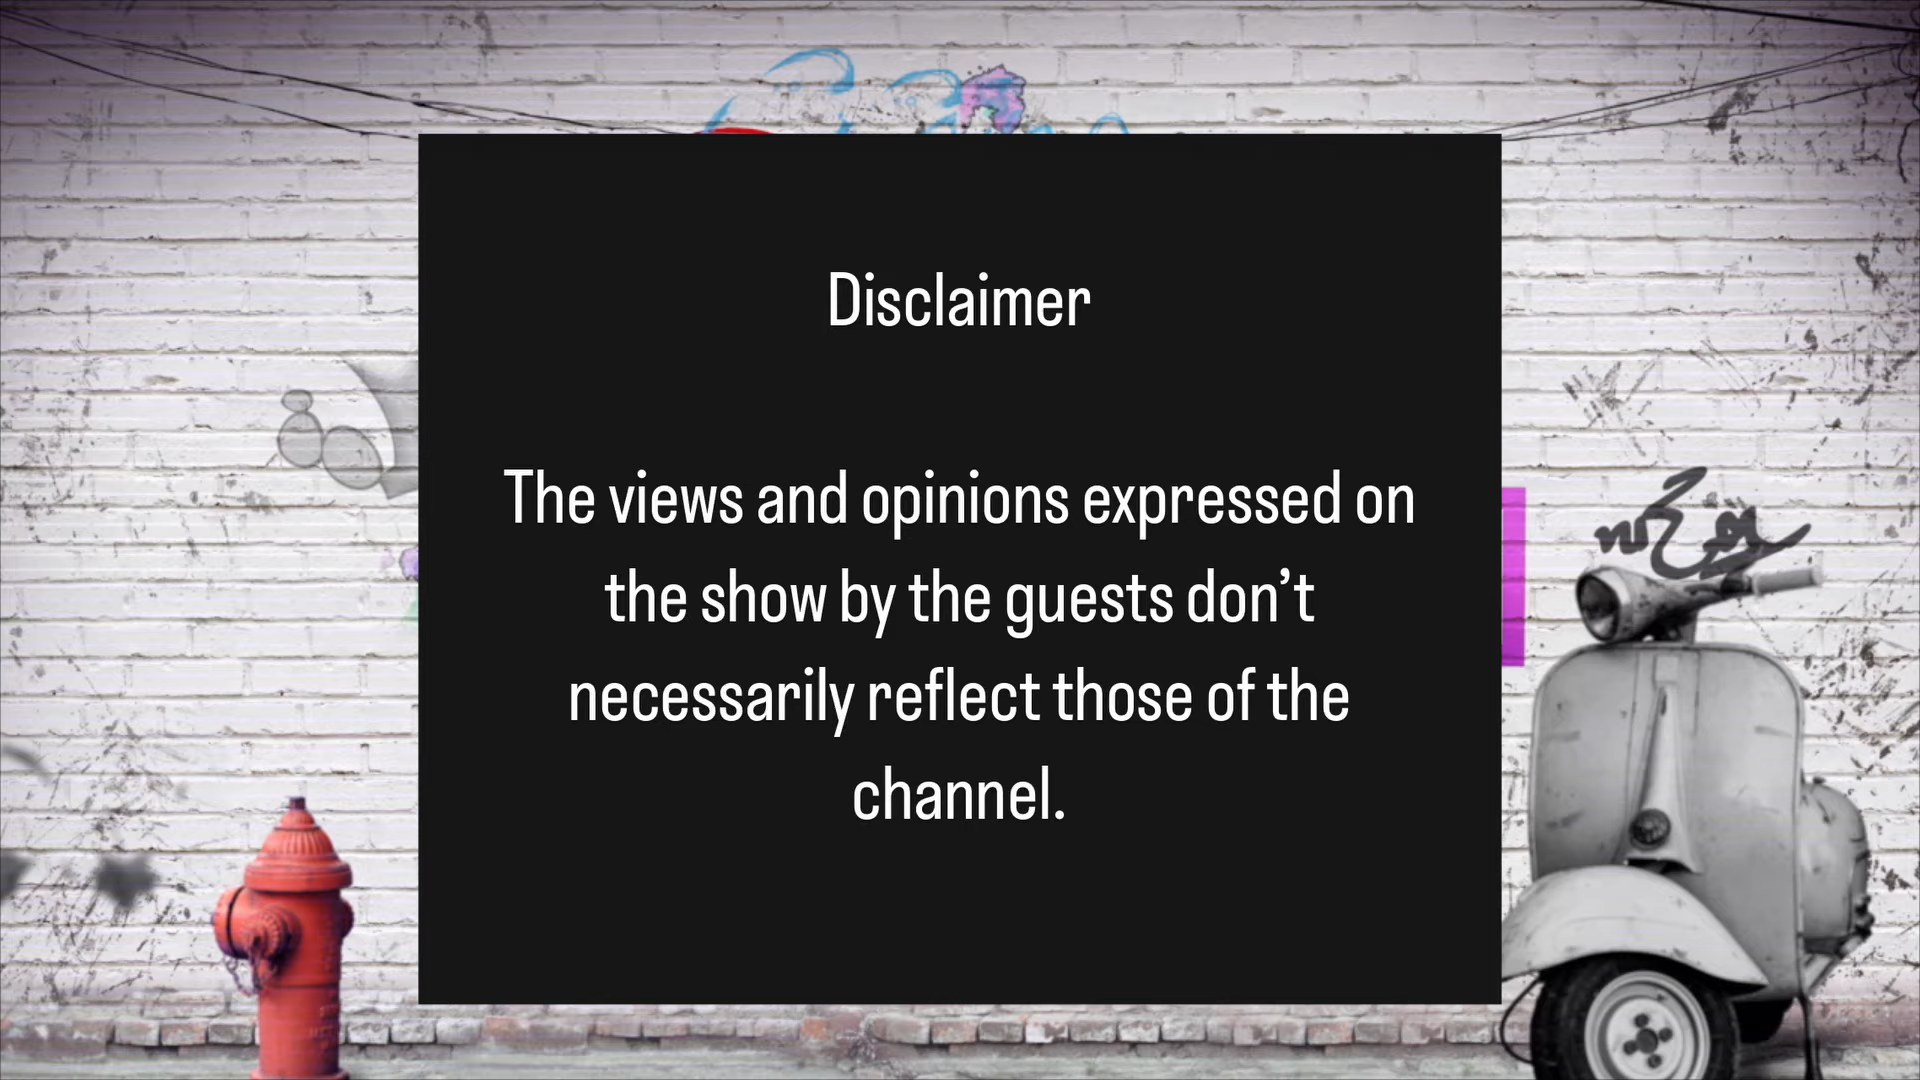 Disclaimer
The views and opinions expressed on
the show by the guests don’t
necessarily reflect those of the
channel.